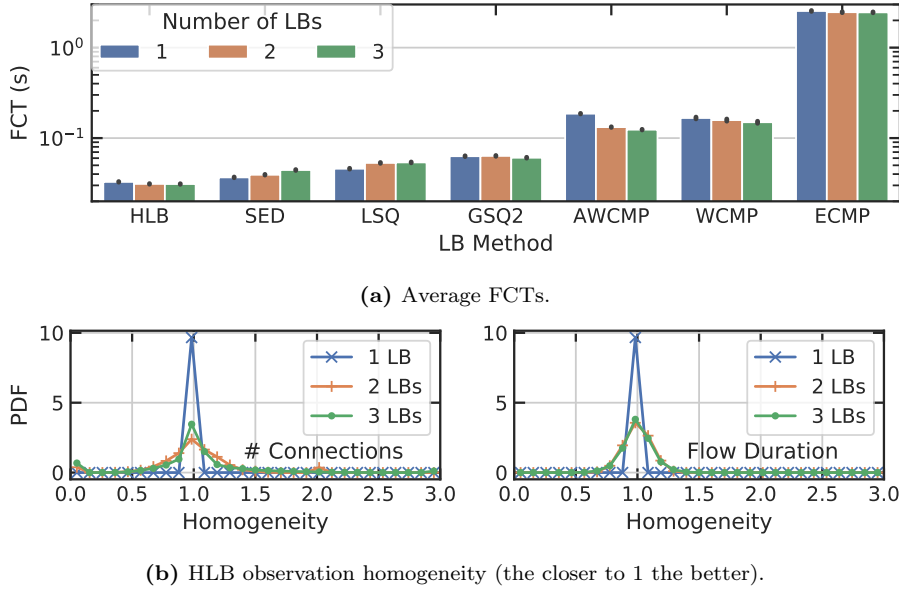 Number of LBs
1 2 3
FCT (s)
10^0
10^−1
HLB SED LSQ GSQ2 AWCMP WCMP ECMP
LB Method
(a) Average FCTs.
PDF
10
5
0
1 LB
2 LBs
3 LBs
# Connections
0.0 0.5 1.0 1.5 2.0 2.5 3.0
Homogeneity
10
5
0
1 LB
2 LBs
3 LBs
Flow Duration
0.0 0.5 1.0 1.5 2.0 2.5 3.0
Homogeneity
(b) HLB observation homogeneity (the closer to 1 the better).